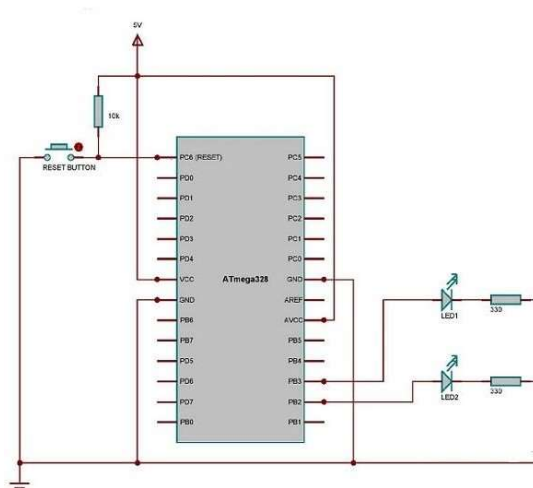 5V
10k
RESET BUTTON
PC6 (RESET)
PD0
PD1
PD2
PD3
PD4
VCC
GND
PB6
PB7
PD5
PD6
PD7
PB0
ATmega328
PC5
PC4
PC3
PC2
PC1
PC0
GND
AREF
AVCC
PB5
PB4
PB3
PB2
PB1
LED1
330
LED2
330